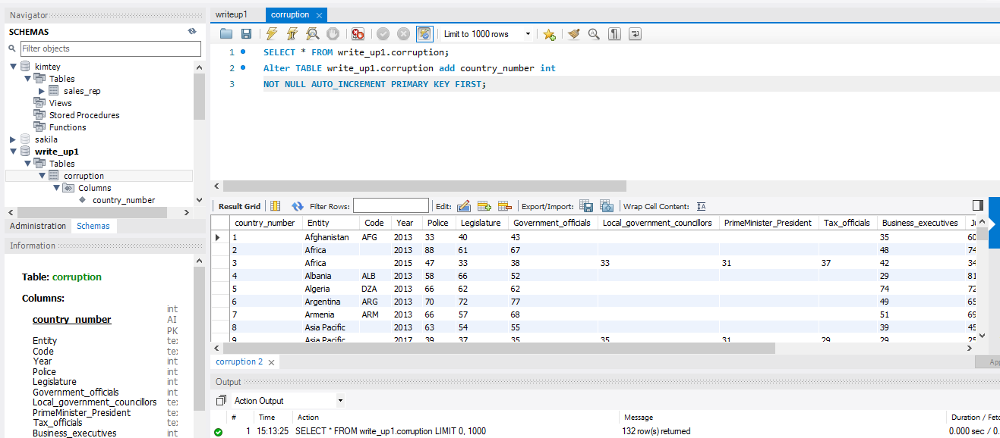 Navigator
SCHEMAS
Filter objects
kimtey
Tables
sales_rep
Views
Stored Procedures
Functions
sakila
write_up1
Tables
corruption
Columns
country_number
Administration Schemas
Information
Table: corruption
Columns:
country_number int AI PK
Entity te
Code te
Year int
Police int
Legislature int
Government_officials int
Local_government_councillors te
PrimeMinister_President te
Tax_officials te
Business_executives int
writeup1 corruption
Limit to 1000 rows
1 SELECT * FROM write_up1.corruption;
2 Alter TABLE write_up1.corruption add country_number int
3 NOT NULL AUTO_INCREMENT PRIMARY KEY FIRST;
Result Grid Filter Rows: Edit: Export/Import: Wrap Cell Content:
country_number Entity Code Year Police Legislature Government_officials Local_government_councillors PrimeMinister_President Tax_officials Business_executives Ju
1 Afghanistan AFG 2013 33 40 43 35 60
2 Africa 2013 88 61 67 48 74
3 Africa 2015 47 33 38 33 31 37 42 34
4 Albania ALB 2013 58 66 52 29 81
5 Algeria DZA 2013 66 62 62 74 72
6 Argentina ARG 2013 70 72 77 49 65
7 Armenia ARM 2013 66 57 68 51 69
8 Asia Pacific 2013 63 54 55 39 45
9 Asia Pacific 2017 39 37 35 35 31 29 29 25
corruption 2
App
Output
Action Output
# Time Action Message Duration / Fetc
1 15:13:25 SELECT * FROM write_up1.corruption LIMIT 0, 1000 132 row(s) returned 0.000 sec / 0.